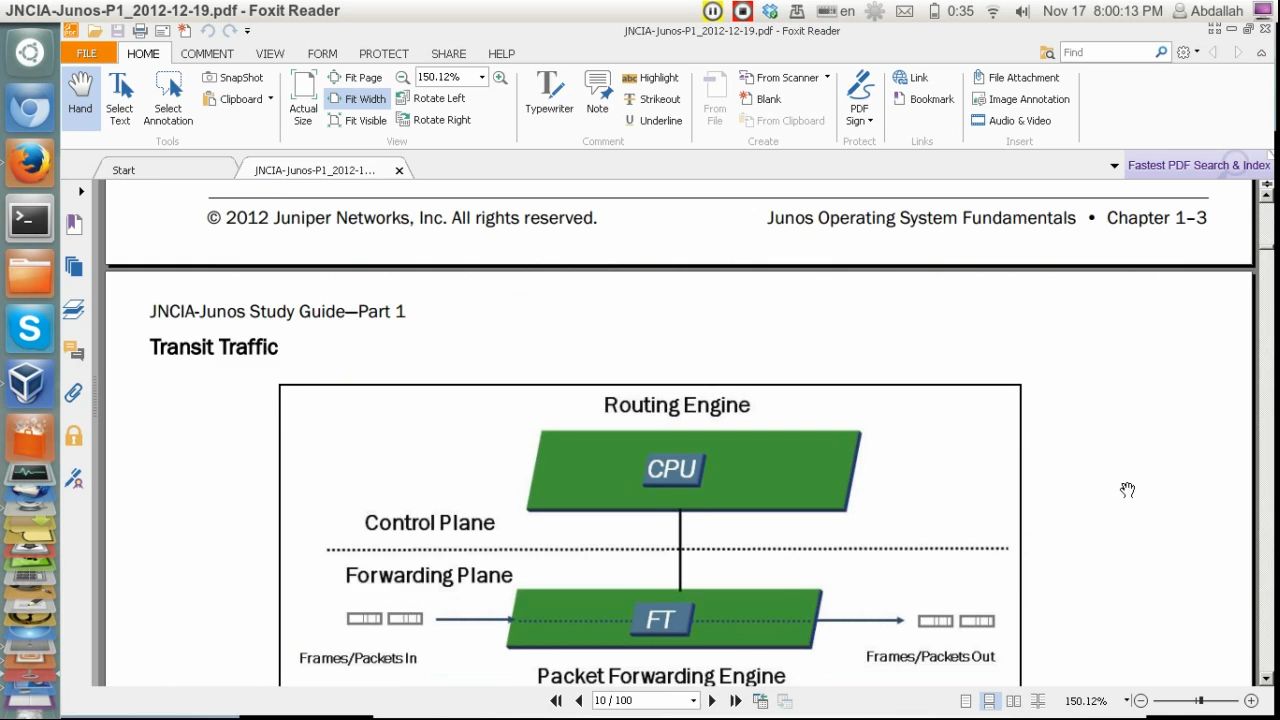 JNCIA-Junos-P1_2012-12-19.pdf - Foxit Reader
en
0:35
Nov 17 8:00:13 PM
Abdallah
JNCIA-Junos-P1_2012-12-19.pdf - Foxit Reader
FILE HOME COMMENT VIEW FORM PROTECT SHARE HELP
Find
Hand
Select Text
Select Annotation
SnapShot
Clipboard
Tools
Actual Size
Fit Page
Fit Width
Fit Visible
150.12%
Rotate Left
Rotate Right
View
Typewriter
Note
Highlight
Strikeout
Underline
Comment
From File
From Scanner
Blank
From Clipboard
Create
PDF Sign
Protect
Link
Bookmark
Links
File Attachment
Image Annotation
Audio & Video
Insert
Start
JNCIA-Junos-P1_2012-1...
Fastest PDF Search & Index
© 2012 Juniper Networks, Inc. All rights reserved.
Junos Operating System Fundamentals • Chapter 1–3
JNCIA-Junos Study Guide—Part 1
Transit Traffic
Routing Engine
CPU
Control Plane
Forwarding Plane
FT
Frames/Packets In
Frames/Packets Out
Packet Forwarding Engine
10 / 100
150.12%